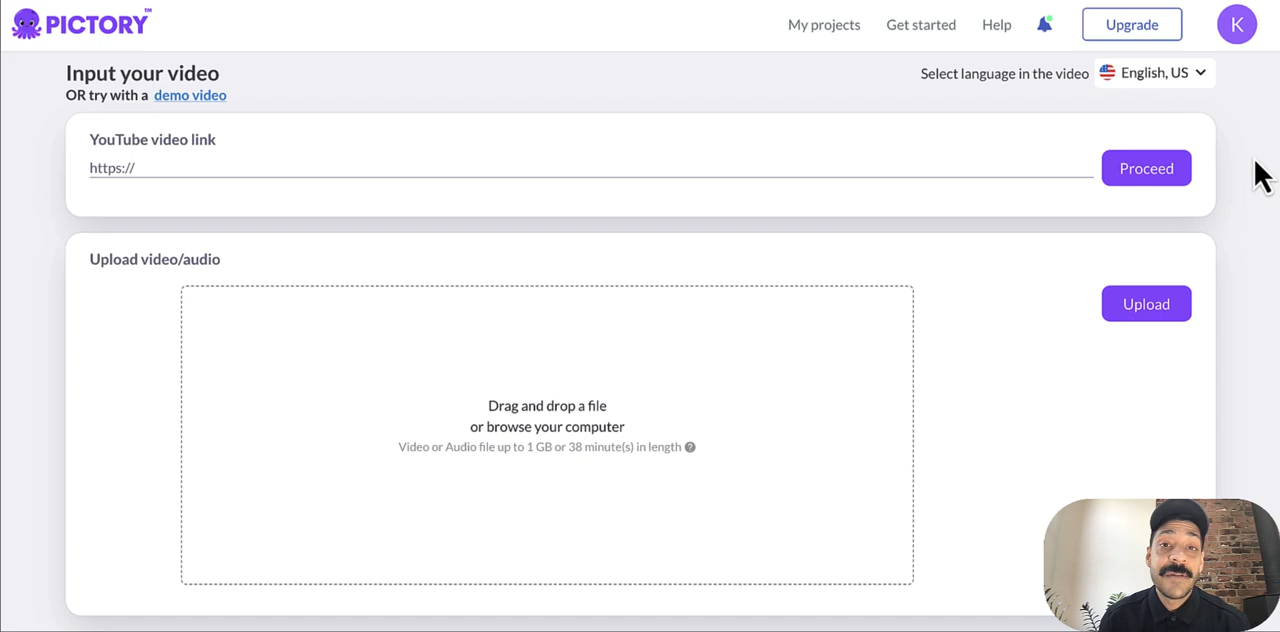 PICTORY™
My projects
Get started
Help
Upgrade
K
Input your video
OR try with a demo video
Select language in the video
English, US
YouTube video link
https://
Proceed
Upload video/audio
Upload
Drag and drop a file
or browse your computer
Video or Audio file up to 1 GB or 38 minute(s) in length ?